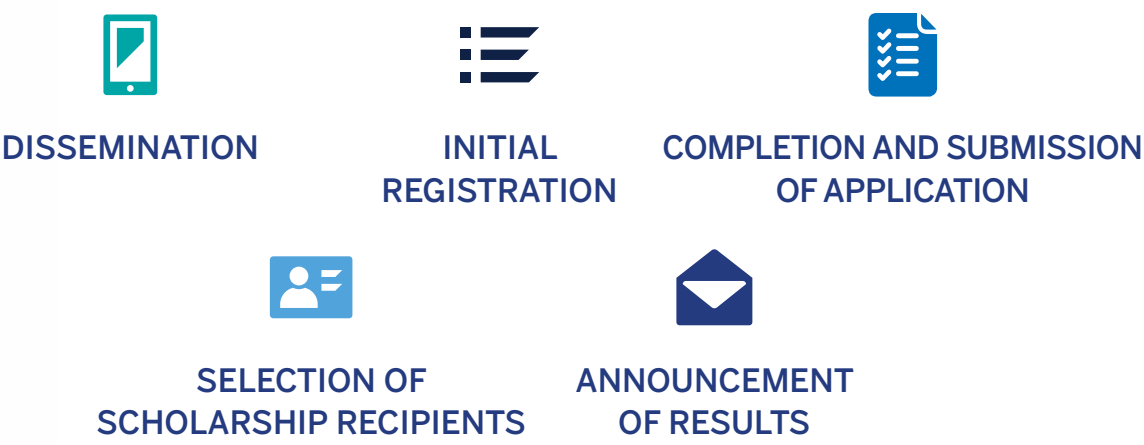 DISSEMINATION
INITIAL
REGISTRATION
COMPLETION AND SUBMISSION
OF APPLICATION
SELECTION OF
SCHOLARSHIP RECIPIENTS
ANNOUNCEMENT
OF RESULTS